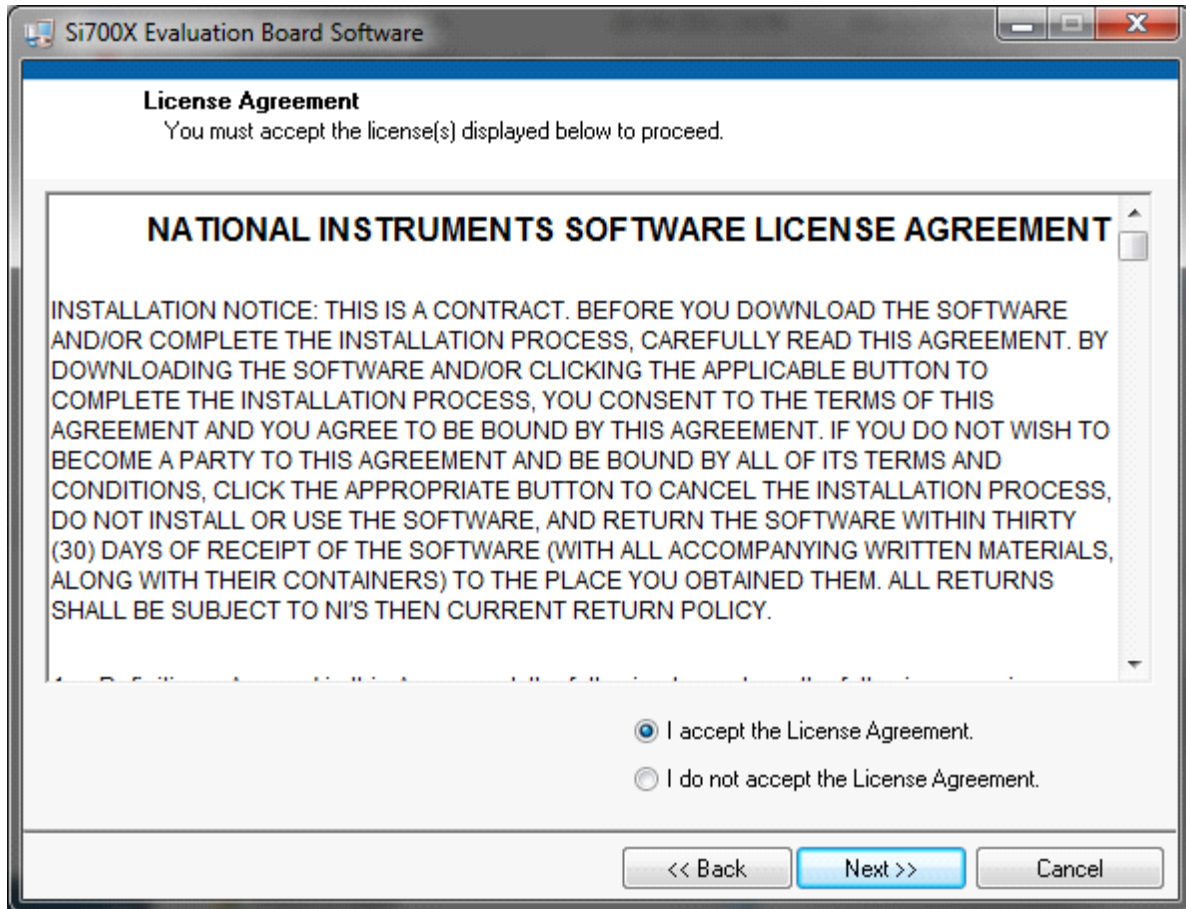 Si700X Evaluation Board Software
License Agreement
You must accept the license(s) displayed below to proceed.
NATIONAL INSTRUMENTS SOFTWARE LICENSE AGREEMENT
INSTALLATION NOTICE: THIS IS A CONTRACT. BEFORE YOU DOWNLOAD THE SOFTWARE
AND/OR COMPLETE THE INSTALLATION PROCESS, CAREFULLY READ THIS AGREEMENT. BY
DOWNLOADING THE SOFTWARE AND/OR CLICKING THE APPLICABLE BUTTON TO
COMPLETE THE INSTALLATION PROCESS, YOU CONSENT TO THE TERMS OF THIS
AGREEMENT AND YOU AGREE TO BE BOUND BY THIS AGREEMENT. IF YOU DO NOT WISH TO
BECOME A PARTY TO THIS AGREEMENT AND BE BOUND BY ALL OF ITS TERMS AND
CONDITIONS, CLICK THE APPROPRIATE BUTTON TO CANCEL THE INSTALLATION PROCESS,
DO NOT INSTALL OR USE THE SOFTWARE, AND RETURN THE SOFTWARE WITHIN THIRTY
(30) DAYS OF RECEIPT OF THE SOFTWARE (WITH ALL ACCOMPANYING WRITTEN MATERIALS,
ALONG WITH THEIR CONTAINERS) TO THE PLACE YOU OBTAINED THEM. ALL RETURNS
SHALL BE SUBJECT TO NI'S THEN CURRENT RETURN POLICY.
I accept the License Agreement.
I do not accept the License Agreement.
<< Back
Next >>
Cancel